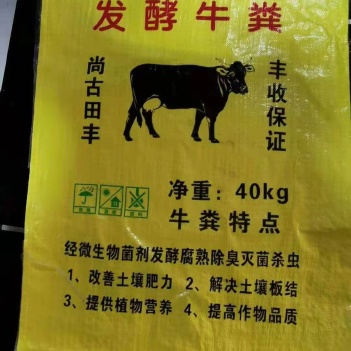 发酵牛粪
尚古田丰
丰收保证
净重：40kg
牛粪特点
经微生物菌剂发酵腐熟除臭灭菌杀虫
1、改善土壤肥力 2、解决土壤板结
3、提供植物营养 4、提高作物品质